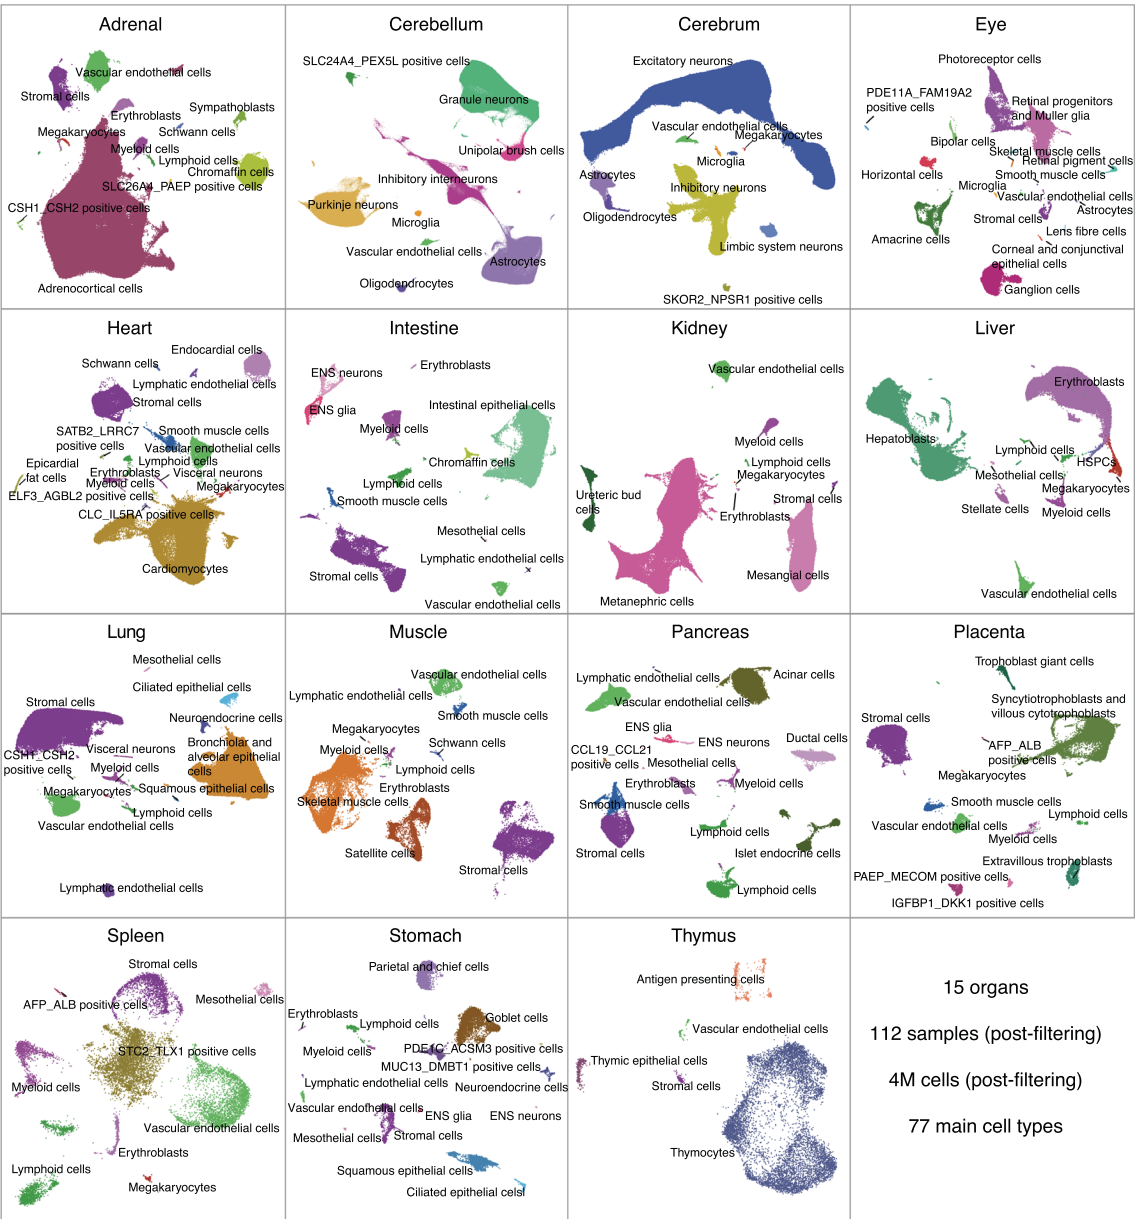 Adrenal
Vascular endothelial cells
Stromal cells
Erythroblasts
Sympathoblasts
Megakaryocytes
Schwann cells
Myeloid cells
Lymphoid cells
Chromaffin cells
SLC26A4_PAEP positive cells
CSH1_CSH2 positive cells
Adrenocortical cells
Cerebellum
SLC24A4_PEX5L positive cells
Granule neurons
Unipolar brush cells
Inhibitory interneurons
Purkinje neurons
Microglia
Vascular endothelial cells
Astrocytes
Oligodendrocytes
Cerebrum
Excitatory neurons
Vascular endothelial cells
Megakaryocytes
Microglia
Astrocytes
Inhibitory neurons
Oligodendrocytes
Limbic system neurons
SKOR2_NPSR1 positive cells
Eye
Photoreceptor cells
PDE11A_FAM19A2
positive cells
Retinal progenitors
and Muller glia
Bipolar cells
Skeletal muscle cells
Retinal pigment cells
Horizontal cells
Smooth muscle cells
Microglia
Vascular endothelial cells
Astrocytes
Stromal cells
Lens fibre cells
Amacrine cells
Corneal and conjunctival
epithelial cells
Ganglion cells
Heart
Endocardial cells
Schwann cells
Lymphatic endothelial cells
Stromal cells
SATB2_LRRC7
positive cells
Smooth muscle cells
Vascular endothelial cells
Lymphoid cells
Epicardial
fat cells
Erythroblasts
Visceral neurons
Myeloid cells
Megakaryocytes
ELF3_AGBL2 positive cells
CLC_IL5RA positive cells
Cardiomyocytes
Intestine
Erythroblasts
ENS neurons
ENS glia
Intestinal epithelial cells
Myeloid cells
Chromaffin cells
Lymphoid cells
Smooth muscle cells
Mesothelial cells
Lymphatic endothelial cells
Stromal cells
Vascular endothelial cells
Kidney
Vascular endothelial cells
Myeloid cells
Lymphoid cells
Megakaryocytes
Ureteric bud
cells
Stromal cells
Erythroblasts
Mesangial cells
Metanephric cells
Liver
Erythroblasts
Hepatoblasts
Lymphoid cells
HSPCs
Mesothelial cells
Megakaryocytes
Stellate cells
Myeloid cells
Vascular endothelial cells
Lung
Mesothelial cells
Ciliated epithelial cells
Stromal cells
Neuroendocrine cells
CSH1_CSH2
positive cells
Visceral neurons
Bronchiolar and
alveolar epithelial
cells
Myeloid cells
Megakaryocytes
Squamous epithelial cells
Lymphoid cells
Vascular endothelial cells
Lymphatic endothelial cells
Muscle
Vascular endothelial cells
Lymphatic endothelial cells
Smooth muscle cells
Megakaryocytes
Schwann cells
Myeloid cells
Lymphoid cells
Erythroblasts
Skeletal muscle cells
Satellite cells
Stromal cells
Pancreas
Lymphatic endothelial cells
Acinar cells
Vascular endothelial cells
ENS glia
ENS neurons
Ductal cells
CCL19_CCL21
positive cells
Mesothelial cells
Erythroblasts
Myeloid cells
Smooth muscle cells
Lymphoid cells
Stromal cells
Islet endocrine cells
Lymphoid cells
Placenta
Trophoblast giant cells
Syncytiotrophoblasts and
villous cytotrophoblasts
Stromal cells
AFP_ALB
positive cells
Megakaryocytes
Smooth muscle cells
Lymphoid cells
Vascular endothelial cells
Myeloid cells
Extravillous trophoblasts
PAEP_MECOM positive cells
IGFBP1_DKK1 positive cells
Spleen
Stromal cells
AFP_ALB positive cells
Mesothelial cells
STC2_TLX1 positive cells
Myeloid cells
Vascular endothelial cells
Erythroblasts
Lymphoid cells
Megakaryocytes
Stomach
Parietal and chief cells
Erythroblasts
Goblet cells
Lymphoid cells
Myeloid cells
PDE1C_ACSM3 positive cells
MUC13_DMBT1 positive cells
Lymphatic endothelial cells
Neuroendocrine cells
Vascular endothelial cells
ENS glia
ENS neurons
Mesothelial cells
Stromal cells
Squamous epithelial cells
Ciliated epithelial cells
Thymus
Antigen presenting cells
Vascular endothelial cells
Thymic epithelial cells
Stromal cells
Thymocytes
15 organs
112 samples (post-filtering)
4M cells (post-filtering)
77 main cell types